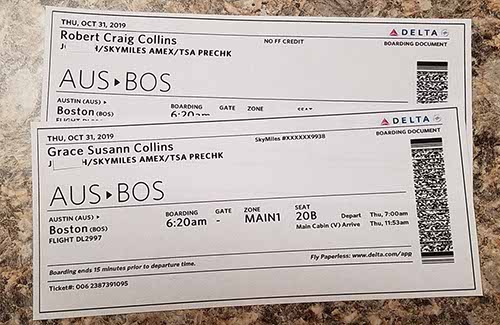 THU, OCT 31, 2019
DELTA
Robert Craig Collins
NO FF CREDIT
BOARDING DOCUMENT
H/SKYMILES AMEX/TSA PRECHK
AUS▸BOS
AUSTIN (AUS) ▸
BOARDING GATE ZONE
Boston (BOS)
6:20am
THU, OCT 31, 2019
DELTA
Grace Susann Collins
SkyMiles #XXXXXX9938
BOARDING DOCUMENT
H/SKYMILES AMEX/TSA PRECHK
AUS▸BOS
AUSTIN (AUS) ▸
BOARDING GATE ZONE SEAT
Boston (BOS)
6:20am - MAIN1 20B Depart Thu, 7:00am
FLIGHT DL2997
Main Cabin (V) Arrive Thu, 11:53am
Boarding ends 15 minutes prior to departure time.
Fly Paperless: www.delta.com/app
Ticket#: 006 2387391095